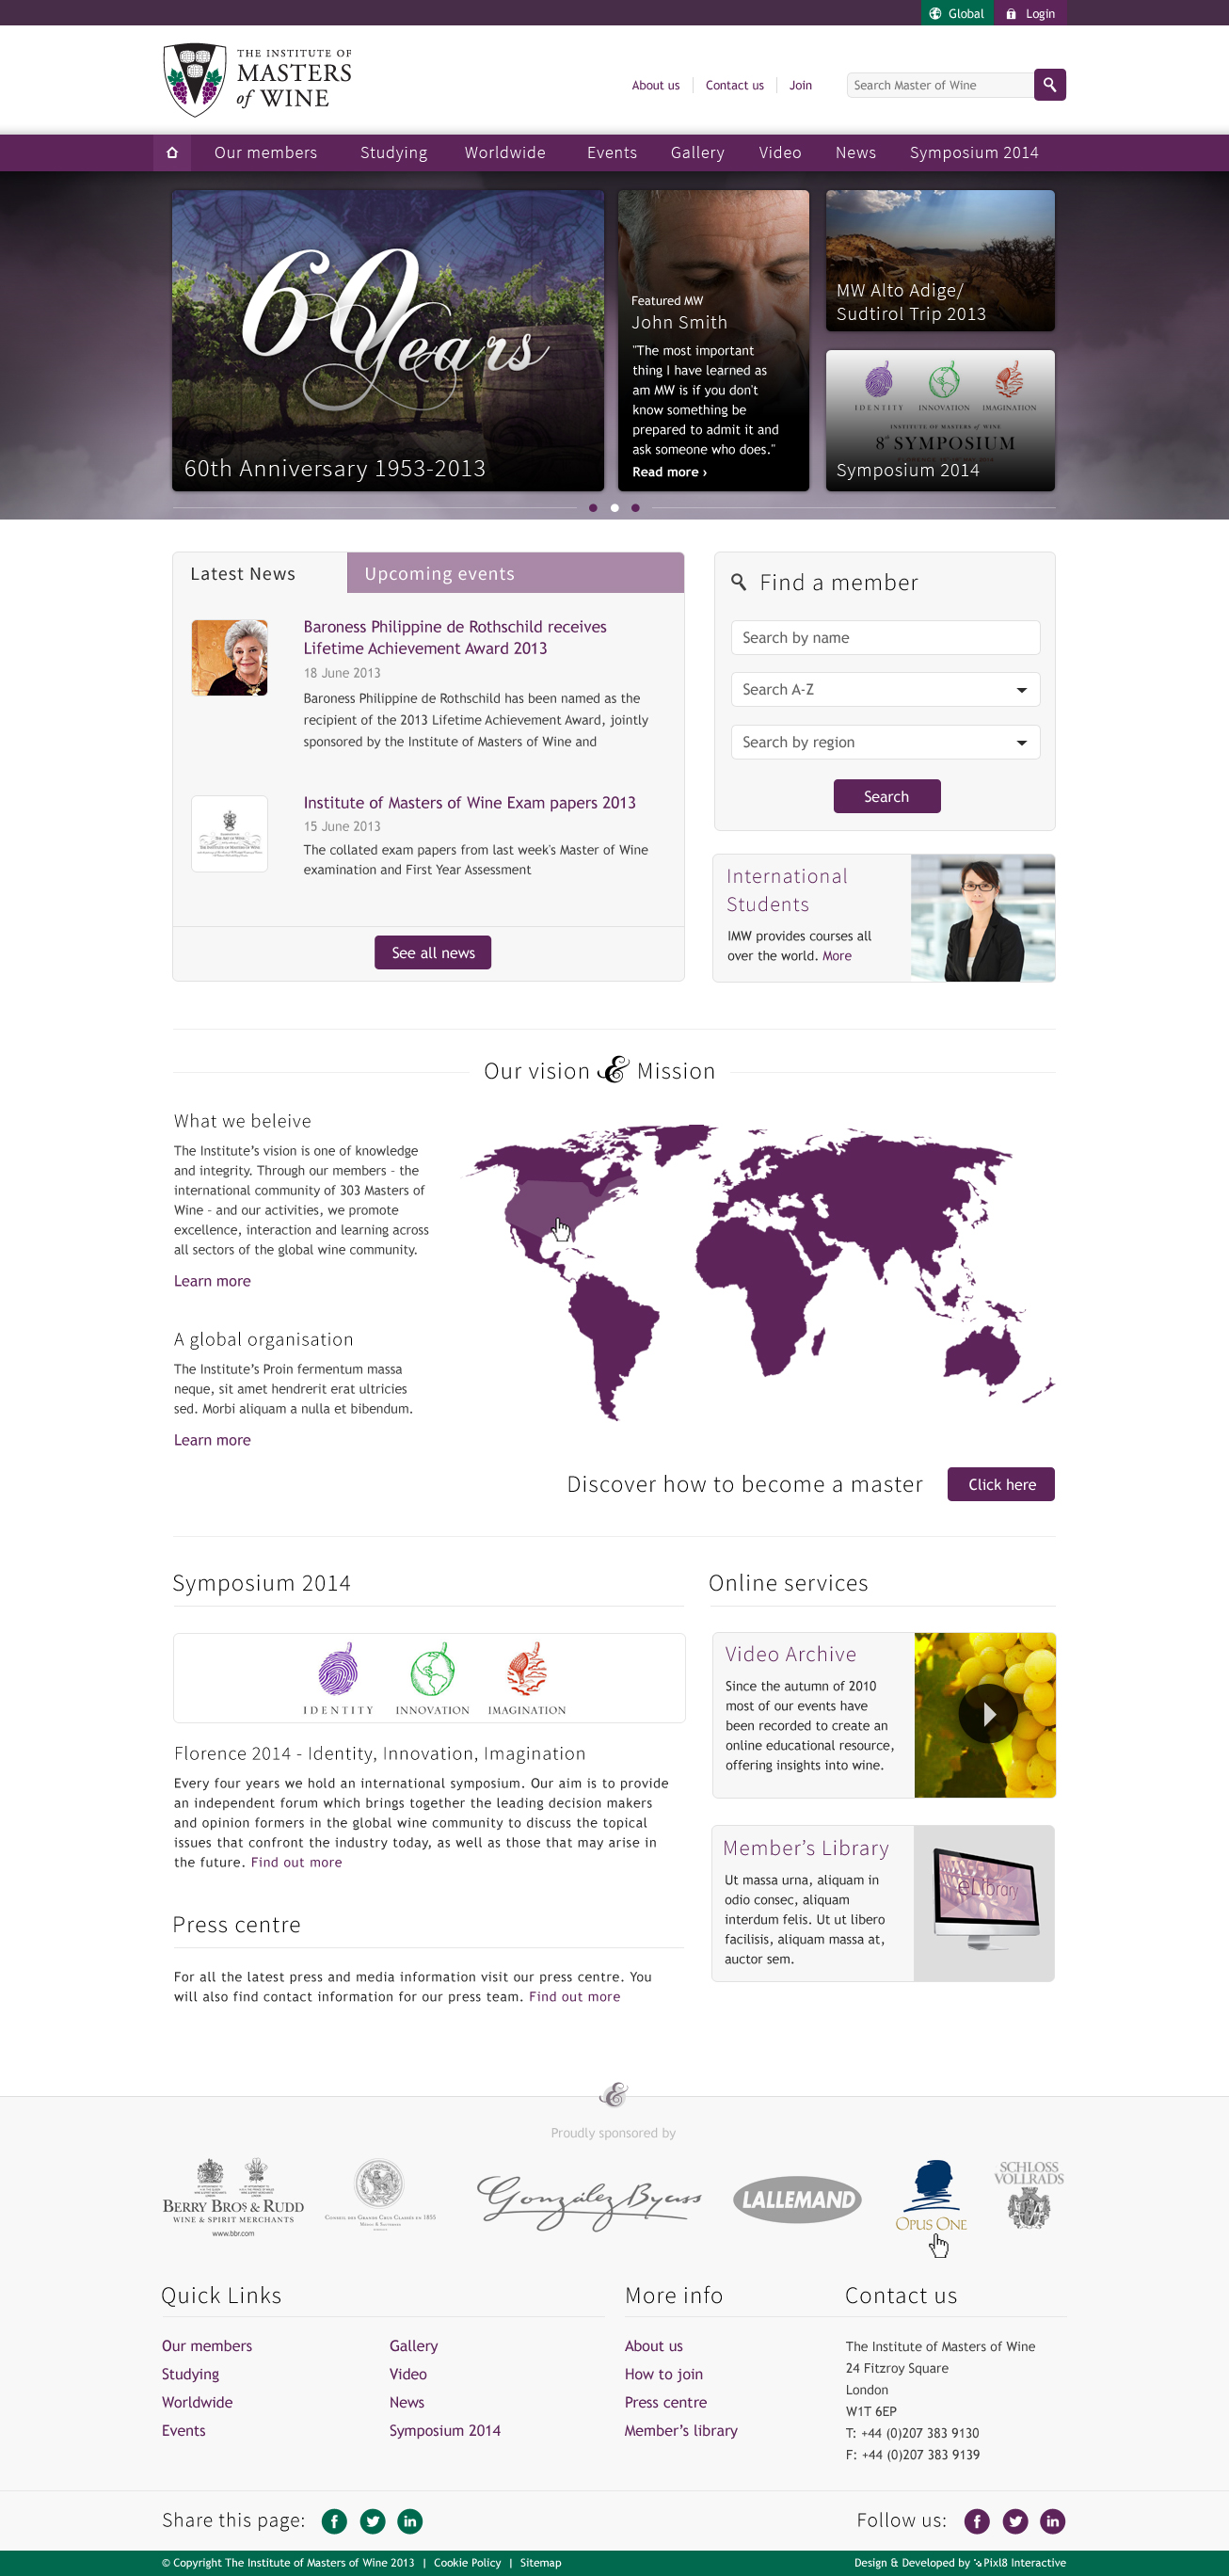 Global
Login
THE INSTITUTE OF
MASTERS
of WINE
About us
Contact us
Join
Search Master of Wine
Our members
Studying
Worldwide
Events
Gallery
Video
News
Symposium 2014
60 Years
60th Anniversary 1953-2013
Featured MW
John Smith
"The most important
thing I have learned as
am MW is if you don't
know something be
prepared to admit it and
ask someone who does."
Read more ›
MW Alto Adige/
Sudtirol Trip 2013
IDENTITY
INNOVATION
IMAGINATION
INSTITUTE OF MASTERS of WINE
8th SYMPOSIUM
Symposium 2014
Latest News
Upcoming events
Baroness Philippine de Rothschild receives
Lifetime Achievement Award 2013
18 June 2013
Baroness Philippine de Rothschild has been named as the
recipient of the 2013 Lifetime Achievement Award, jointly
sponsored by the Institute of Masters of Wine and
Institute of Masters of Wine Exam papers 2013
15 June 2013
The collated exam papers from last week's Master of Wine
examination and First Year Assessment
See all news
Find a member
Search by name
Search A-Z
Search by region
Search
International
Students
IMW provides courses all
over the world. More
Our vision & Mission
What we beleive
The Institute's vision is one of knowledge
and integrity. Through our members - the
international community of 303 Masters of
Wine - and our activities, we promote
excellence, interaction and learning across
all sectors of the global wine community.
Learn more
A global organisation
The Institute's Proin fermentum massa
neque, sit amet hendrerit erat ultricies
sed. Morbi aliquam a nulla et bibendum.
Learn more
Discover how to become a master
Click here
Symposium 2014
IDENTITY
INNOVATION
IMAGINATION
Florence 2014 - Identity, Innovation, Imagination
Every four years we hold an international symposium. Our aim is to provide
an independent forum which brings together the leading decision makers
and opinion formers in the global wine community to discuss the topical
issues that confront the industry today, as well as those that may arise in
the future. Find out more
Press centre
For all the latest press and media information visit our press centre. You
will also find contact information for our press team. Find out more
Online services
Video Archive
Since the autumn of 2010
most of our events have
been recorded to create an
online educational resource,
offering insights into wine.
Member's Library
Ut massa urna, aliquam in
odio consec, aliquam
interdum felis. Ut ut libero
facilisis, aliquam massa at,
auctor sem.
eLibrary
&
Proudly sponsored by
BERRY BROS & RUDD
WINE & SPIRIT MERCHANTS
www.bbr.com
CONSEIL DES GRANDS CRUS CLASSÉS EN 1855
González Byass
LALLEMAND
OPUS ONE
SCHLOSS
VOLLRADS
Quick Links
Our members
Studying
Worldwide
Events
Gallery
Video
News
Symposium 2014
More info
About us
How to join
Press centre
Member's library
Contact us
The Institute of Masters of Wine
24 Fitzroy Square
London
W1T 6EP
T: +44 (0)207 383 9130
F: +44 (0)207 383 9139
Share this page:
Follow us:
© Copyright The Institute of Masters of Wine 2013 | Cookie Policy | Sitemap
Design & Developed by Pixl8 Interactive